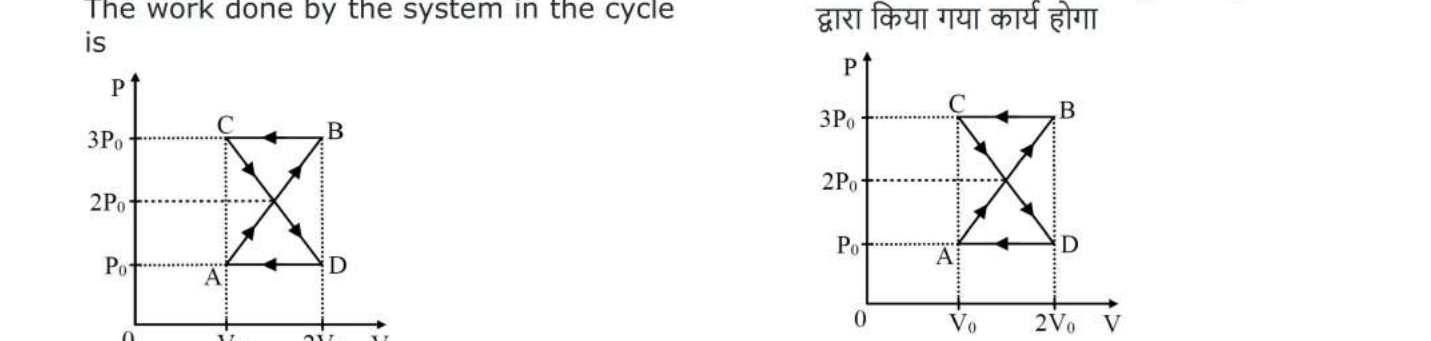 The work done by the system in the cycle
is
P
C
B
3P₀
2P₀
P₀
A
D
द्वारा किया गया कार्य होगा
P
C
B
3P₀
2P₀
P₀
A
D
0
V₀
2V₀
V